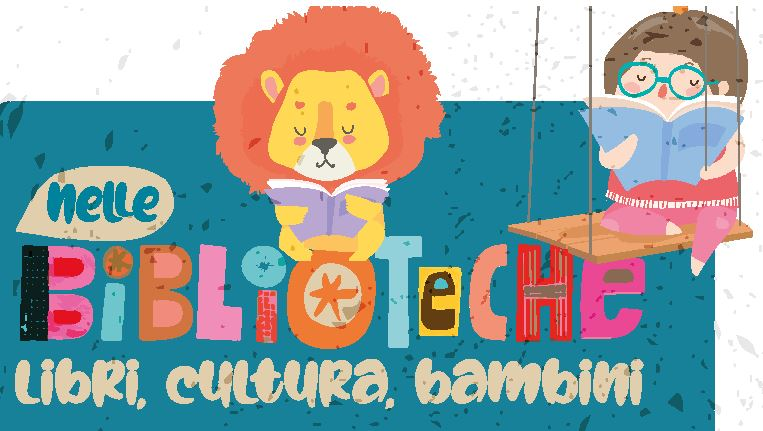 nelle
BiBLiOTeCHe
Libri, cultura, bambini